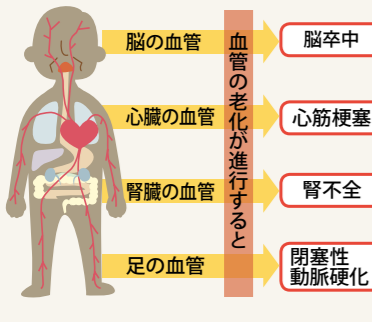 脳の血管
脳卒中
心臓の血管
心筋梗塞
腎臓の血管
腎不全
足の血管
閉塞性
動脈硬化
血管の老化が進行すると